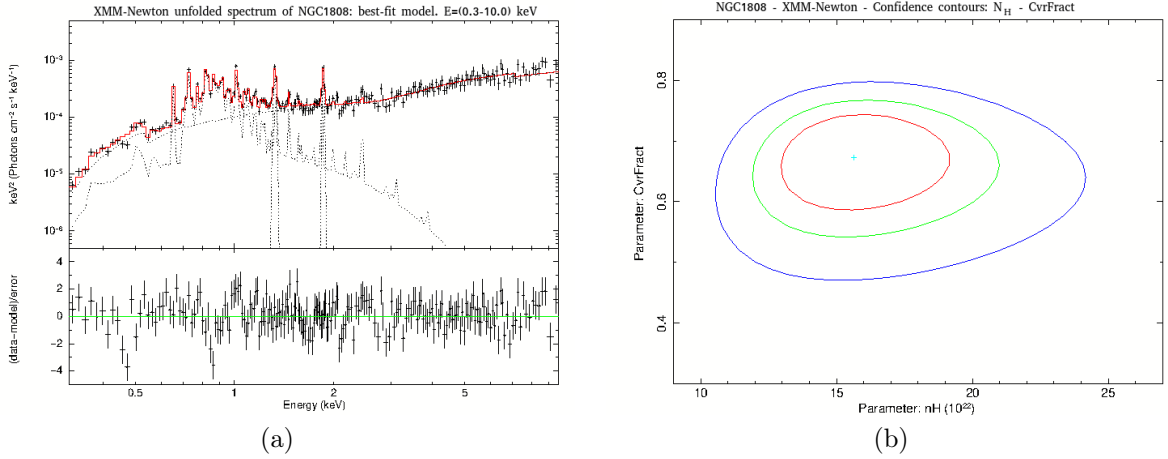 XMM-Newton unfolded spectrum of NGC1808: best-fit model. E=(0.3-10.0) keV
keV² (Photons cm⁻² s⁻¹ keV⁻¹)
10⁻³
10⁻⁴
10⁻⁵
10⁻⁶
(data-model)/error
4
2
0
−2
−4
0.5
1
2
5
Energy (keV)
(a)
NGC1808 - XMM-Newton - Confidence contours: N_H - CvrFract
Parameter: CvrFract
0.8
0.6
0.4
10
15
20
25
Parameter: nH (10²²)
(b)